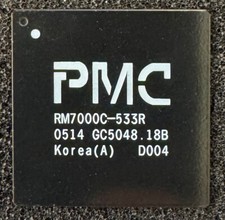 PMC
RM7000C-533R
0514 GC5048.18B
Korea(A) D004